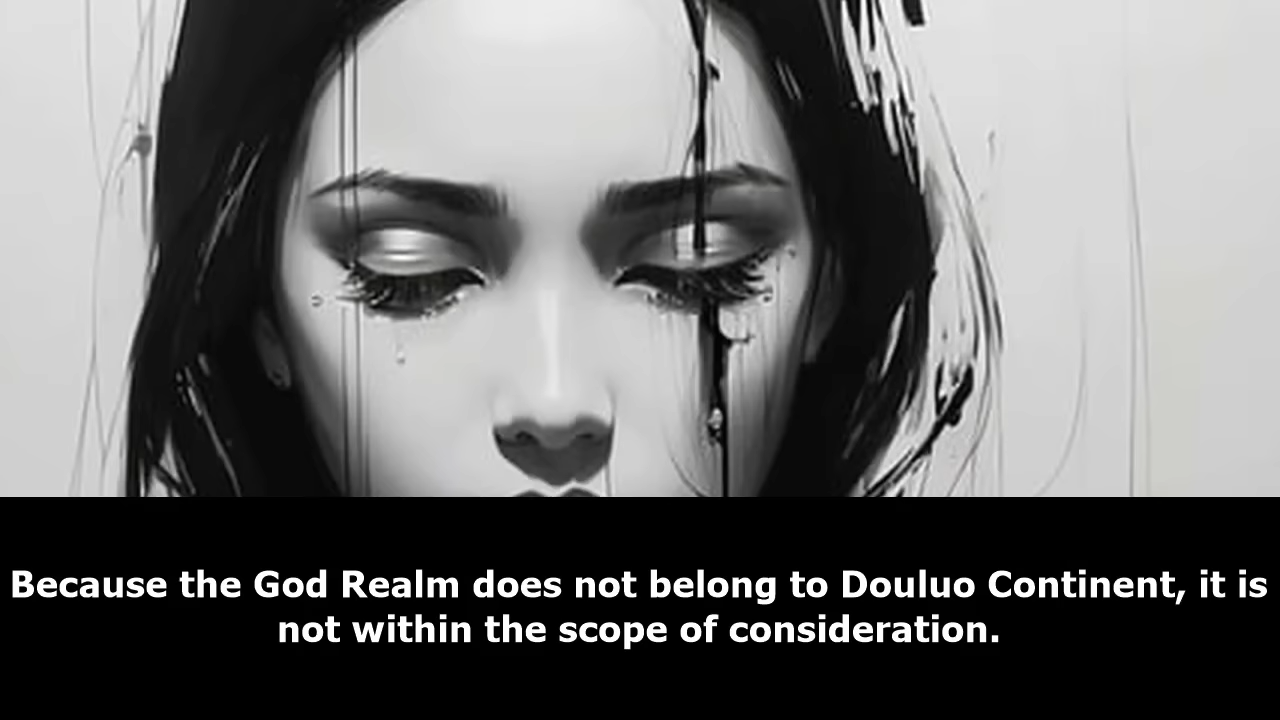 Because the God Realm does not belong to Douluo Continent, it is
not within the scope of consideration.